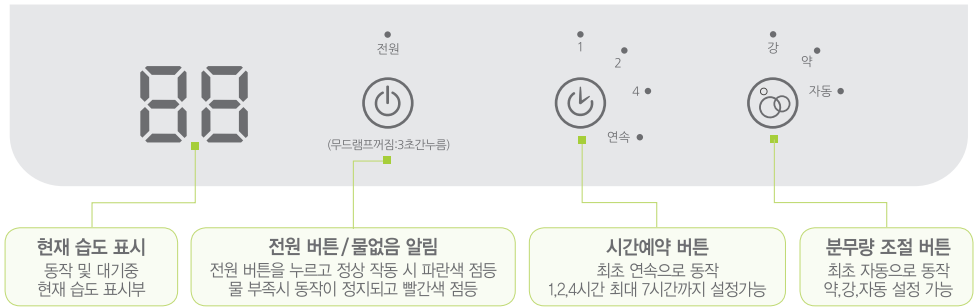 88
전원
(무드램프꺼짐:3초간누름)
1
2
4
연속
강
약
자동
현재 습도 표시
동작 및 대기중
현재 습도 표시부
전원 버튼/물없음 알림
전원 버튼을 누르고 정상 작동 시 파란색 점등
물 부족시 동작이 정지되고 빨간색 점등
시간예약 버튼
최초 연속으로 동작
1,2,4시간 최대 7시간까지 설정가능
분무량 조절 버튼
최초 자동으로 동작
약,강,자동 설정 가능